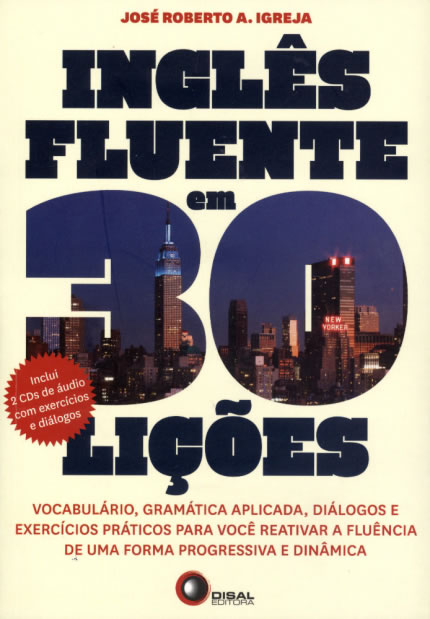 JOSÉ ROBERTO A. IGREJA
INGLÊS
FLUENTE
em
30
NEW
YORKER
Inclui
2 CDs de áudio
com exercícios
e diálogos
LIÇÕES
VOCABULÁRIO, GRAMÁTICA APLICADA, DIÁLOGOS E
EXERCÍCIOS PRÁTICOS PARA VOCÊ REATIVAR A FLUÊNCIA
DE UMA FORMA PROGRESSIVA E DINÂMICA
DISAL
EDITORA